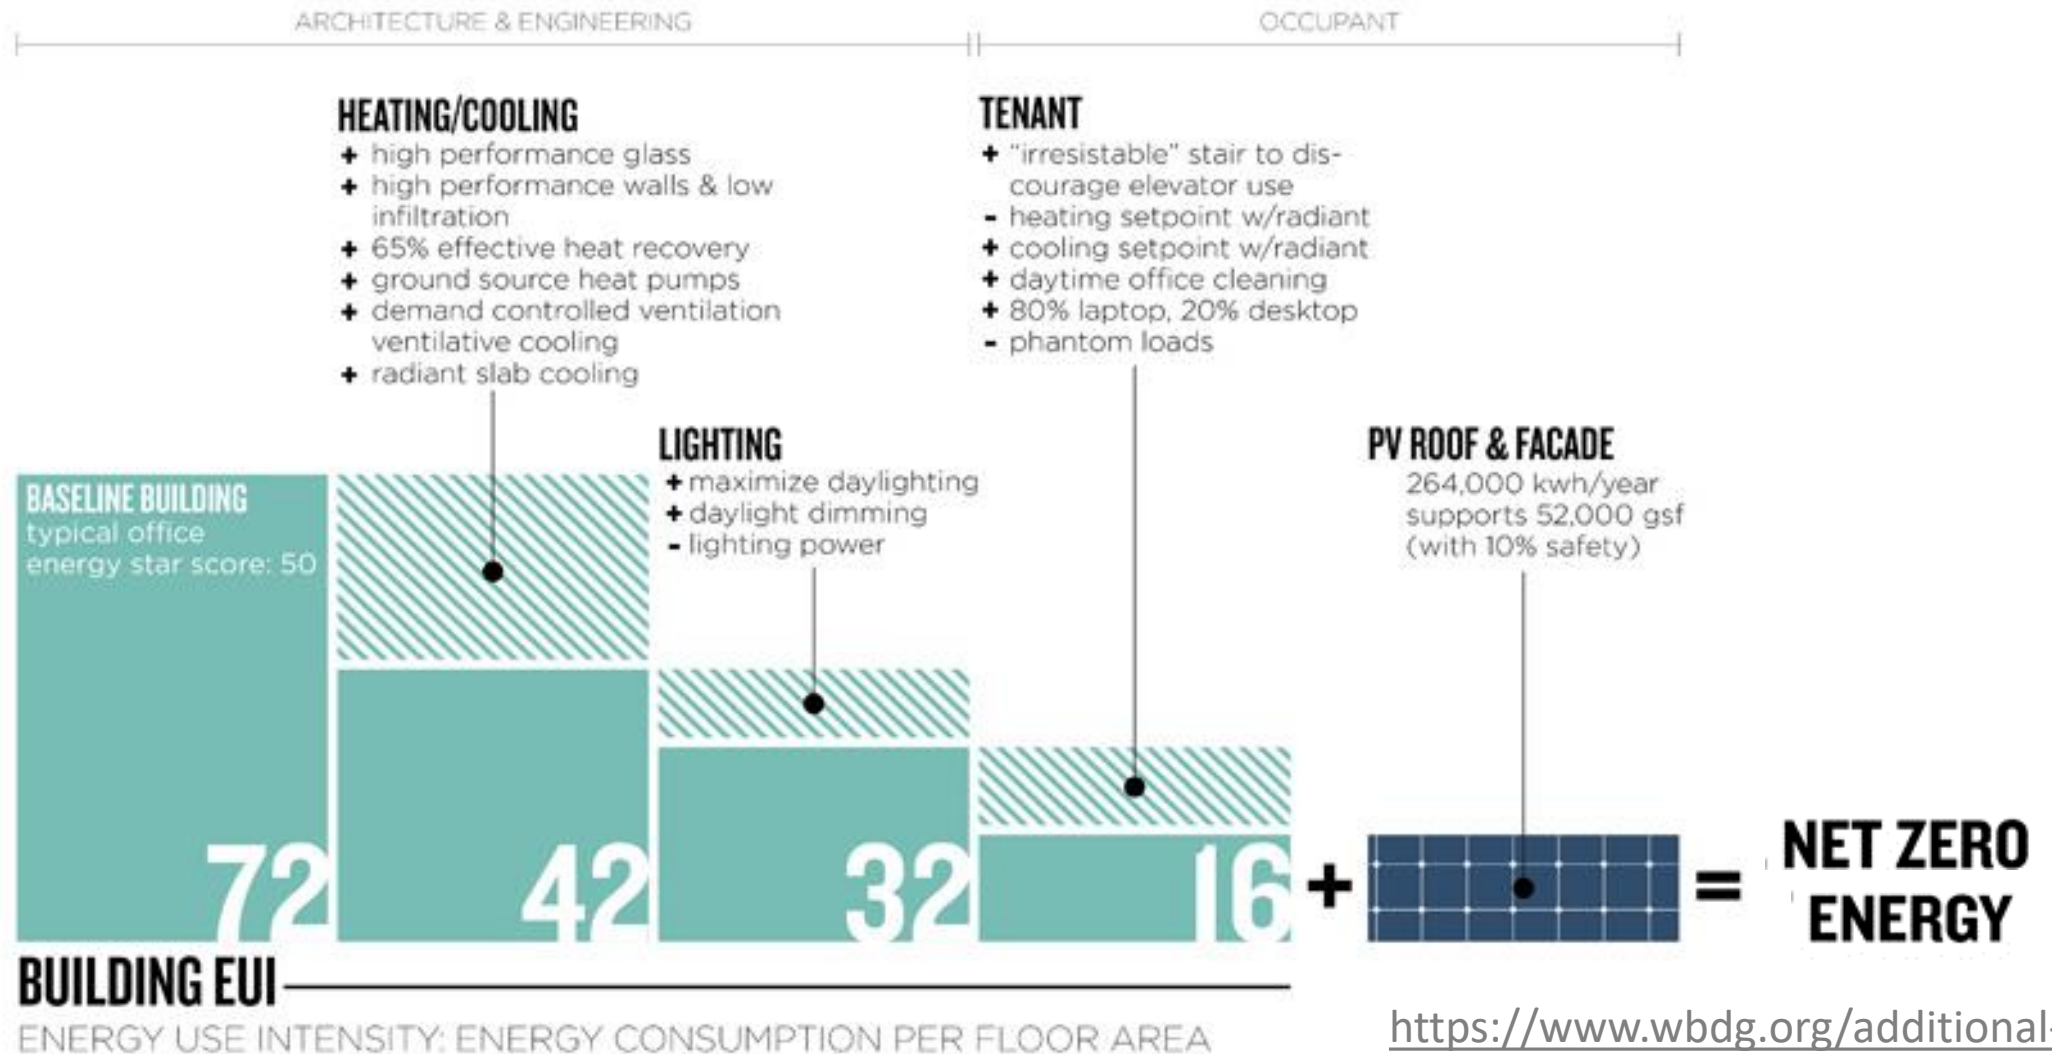 ARCHITECTURE & ENGINEERING
OCCUPANT
HEATING/COOLING
+ high performance glass
+ high performance walls & low
infiltration
+ 65% effective heat recovery
+ ground source heat pumps
+ demand controlled ventilation
ventilative cooling
+ radiant slab cooling
TENANT
+ "irresistable" stair to dis-
courage elevator use
- heating setpoint w/radiant
+ cooling setpoint w/radiant
+ daytime office cleaning
+ 80% laptop, 20% desktop
- phantom loads
LIGHTING
+ maximize daylighting
+ daylight dimming
- lighting power
PV ROOF & FACADE
264,000 kwh/year
supports 52,000 gsf
(with 10% safety)
BASELINE BUILDING
typical office
energy star score: 50
72
42
32
16
+
=
NET ZERO
ENERGY
BUILDING EUI
ENERGY USE INTENSITY: ENERGY CONSUMPTION PER FLOOR AREA
https://www.wbdg.org/additional-